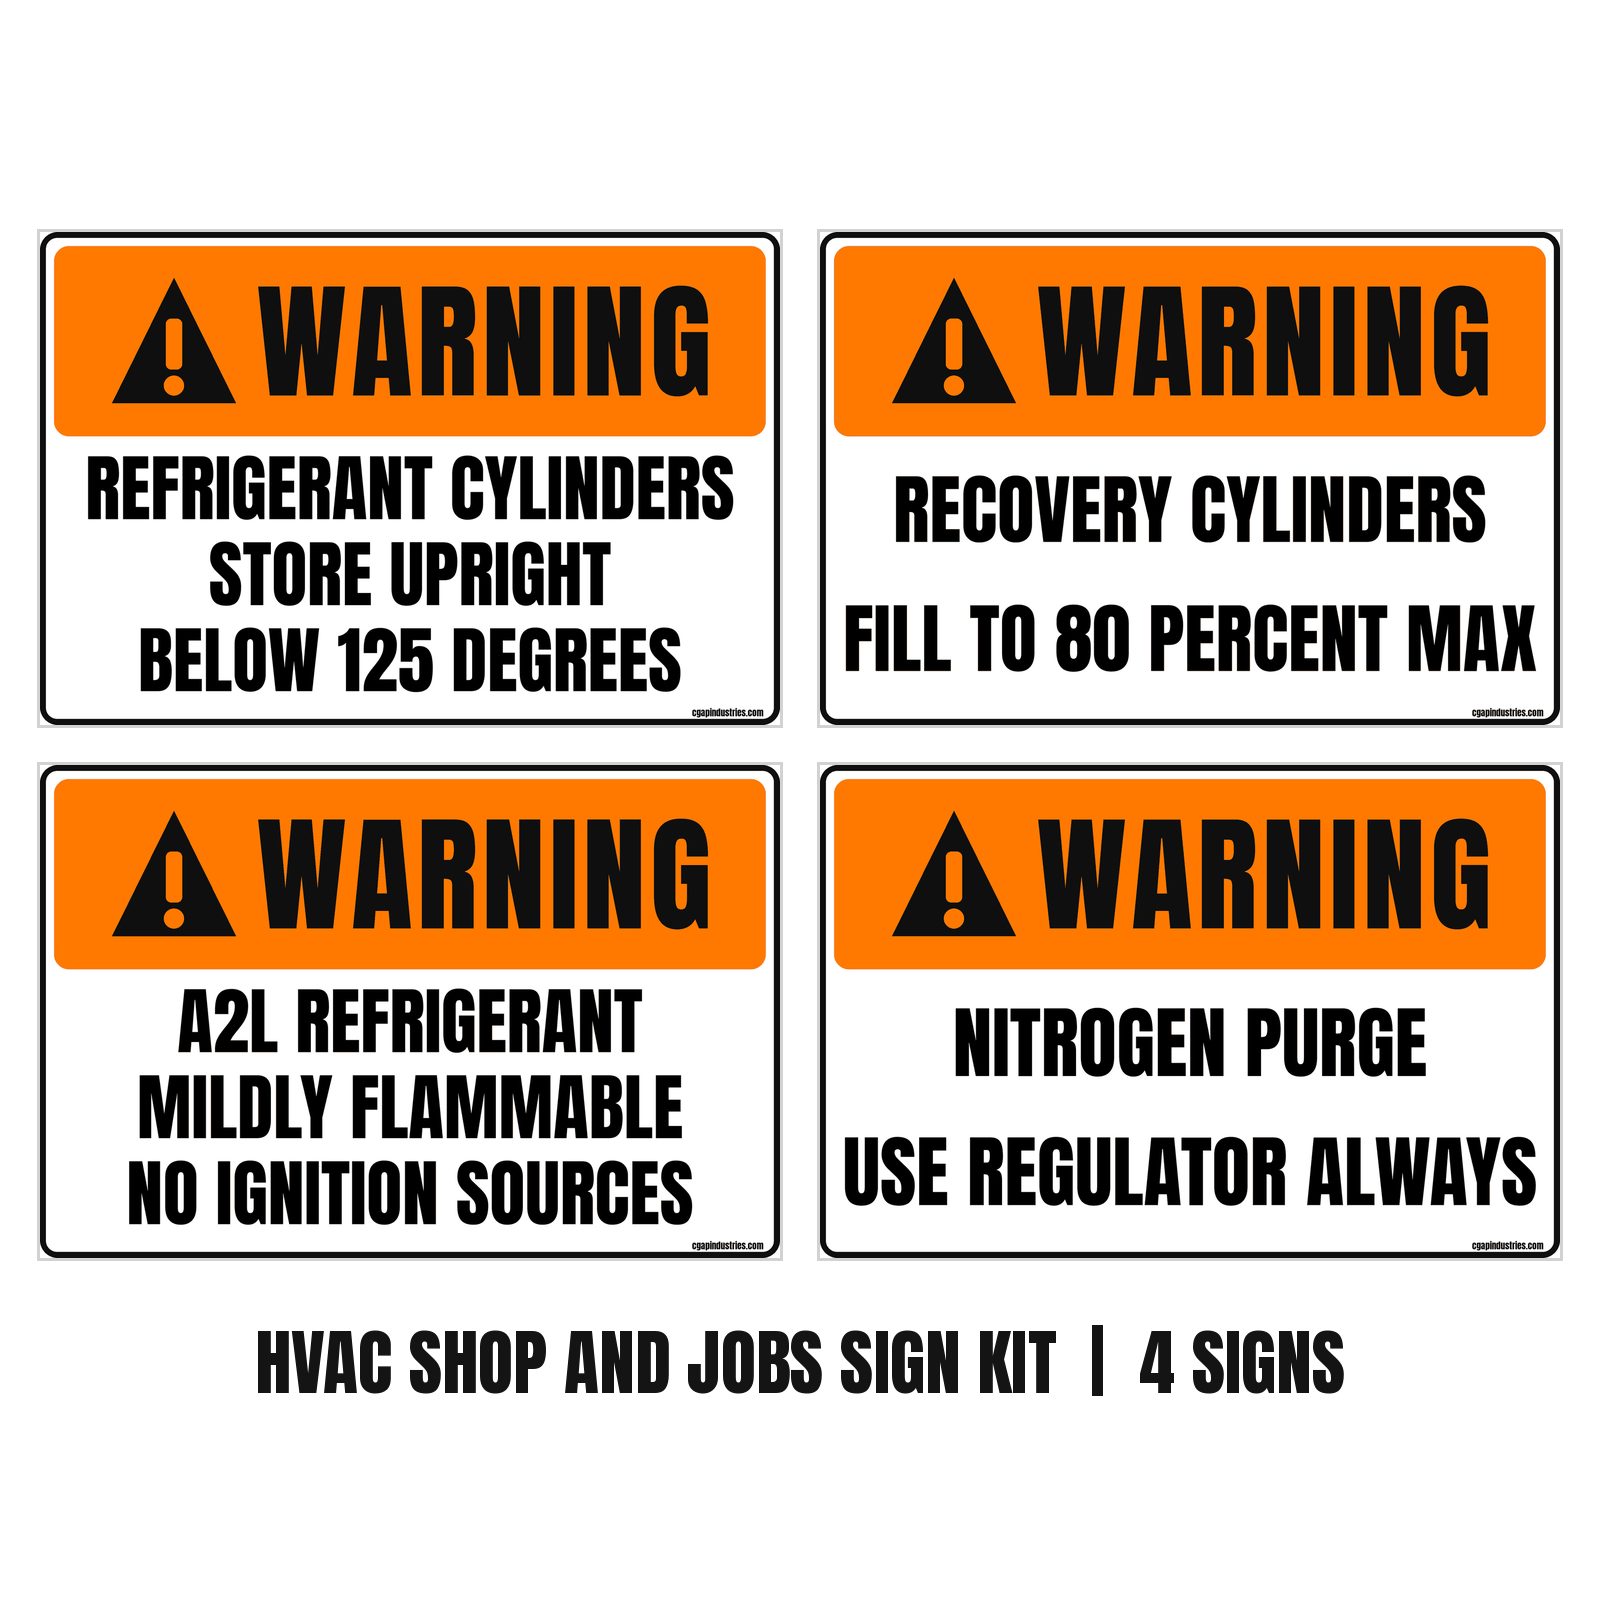 WARNING
REFRIGERANT CYLINDERS
STORE UPRIGHT
BELOW 125 DEGREES
cgapindustries.com
WARNING
RECOVERY CYLINDERS
FILL TO 80 PERCENT MAX
cgapindustries.com
WARNING
A2L REFRIGERANT
MILDLY FLAMMABLE
NO IGNITION SOURCES
cgapindustries.com
WARNING
NITROGEN PURGE
USE REGULATOR ALWAYS
cgapindustries.com
HVAC SHOP AND JOBS SIGN KIT | 4 SIGNS